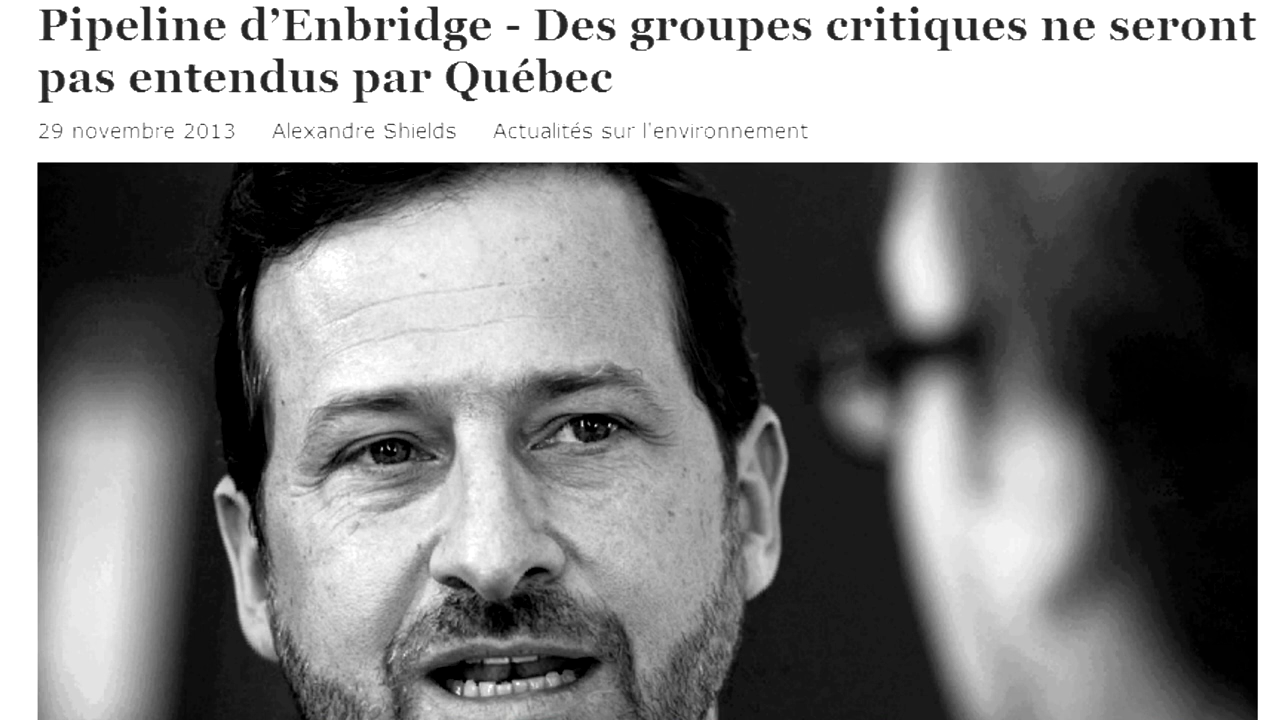 Pipeline d’Enbridge - Des groupes critiques ne seront
pas entendus par Québec
29 novembre 2013 Alexandre Shields Actualités sur l'environnement